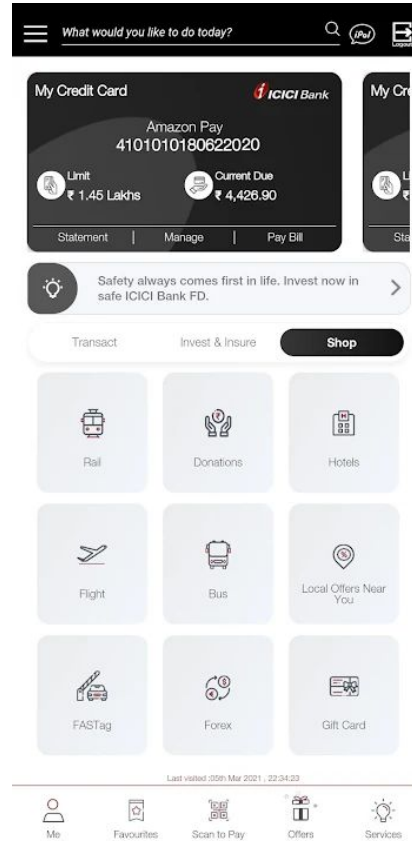 What would you like to do today?
iPal
Logout
My Credit Card
ICICI Bank
Amazon Pay
4101010180622020
Limit
₹ 1.45 Lakhs
Current Due
₹ 4,426.90
Statement | Manage | Pay Bill
My Cre
L
₹
Sta
Safety always comes first in life. Invest now in
safe ICICI Bank FD.
Transact
Invest & Insure
Shop
Rail
Donations
Hotels
Flight
Bus
Local Offers Near
You
FASTag
Forex
Gift Card
Last visited :05th Mar 2021 , 22:34:23
Me
Favourites
Scan to Pay
Offers
Services